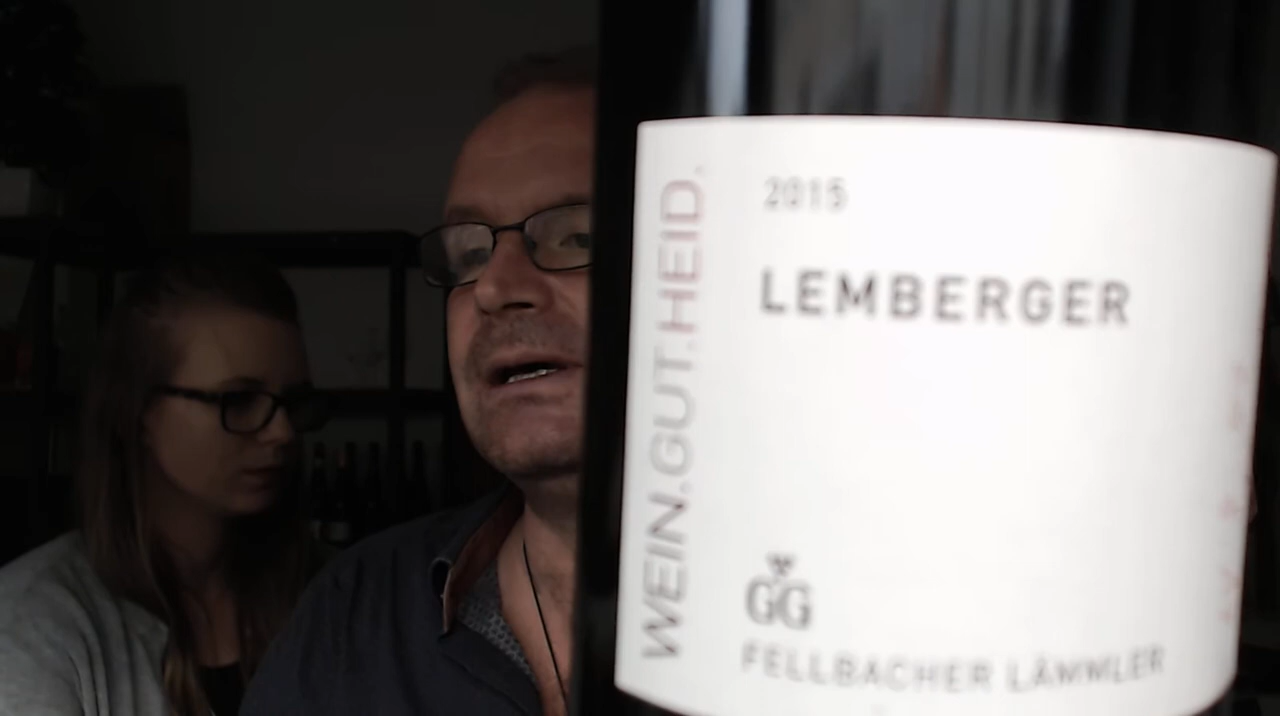 WEIN.GUT.HEID.
2015
LEMBERGER
GG
FELLBACHER LÄMMLER